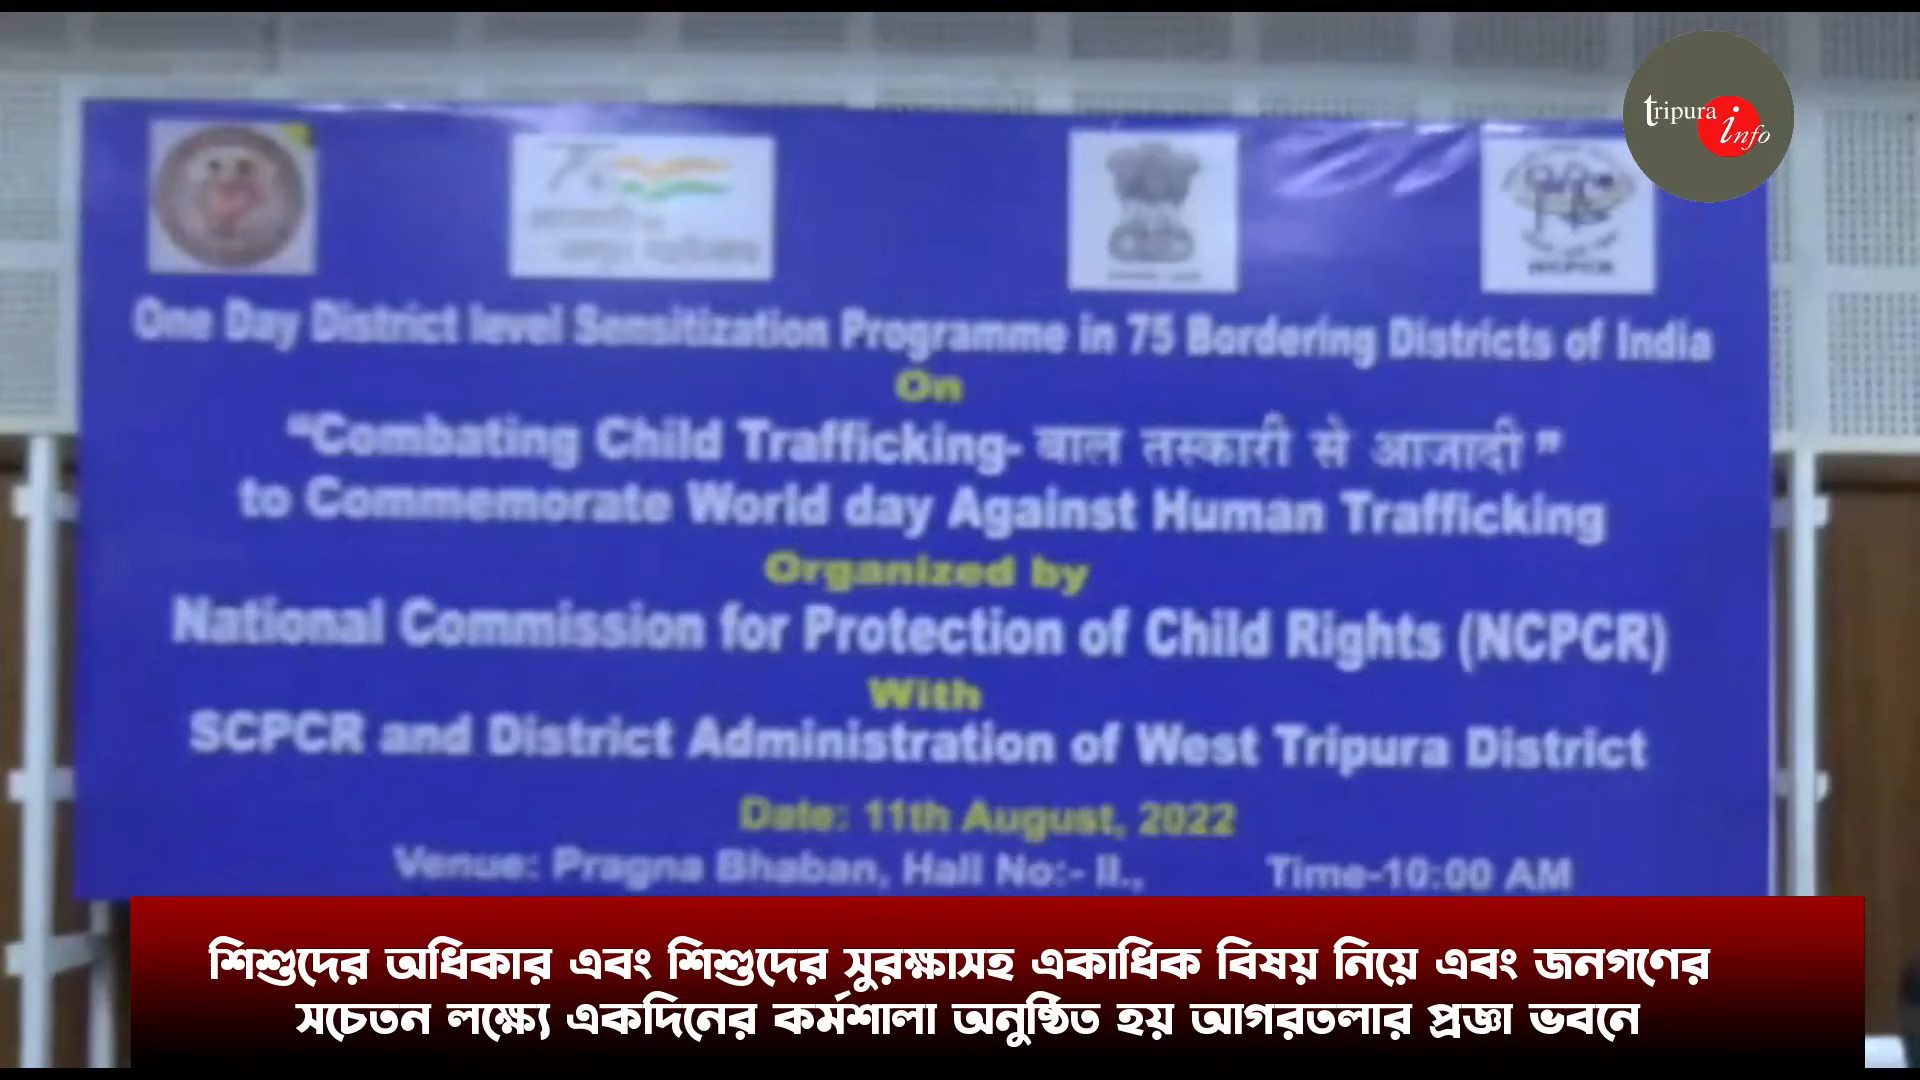 tripura
info
One Day District level Sensitization Programme in 75 Bordering Districts of India
On
“Combating Child Trafficking- बाल तस्कारी से आजादी ”
to Commemorate World day Against Human Trafficking
Organized by
National Commission for Protection of Child Rights (NCPCR)
With
SCPCR and District Administration of West Tripura District
Date: 11th August, 2022
Venue: Pragna Bhaban, Hall No:- II., Time-10:00 AM
শিশুদের অধিকার এবং শিশুদের সুরক্ষাসহ একাধিক বিষয় নিয়ে এবং জনগণের
সচেতন লক্ষ্যে একদিনের কর্মশালা অনুষ্ঠিত হয় আগরতলার প্রজ্ঞা ভবনে